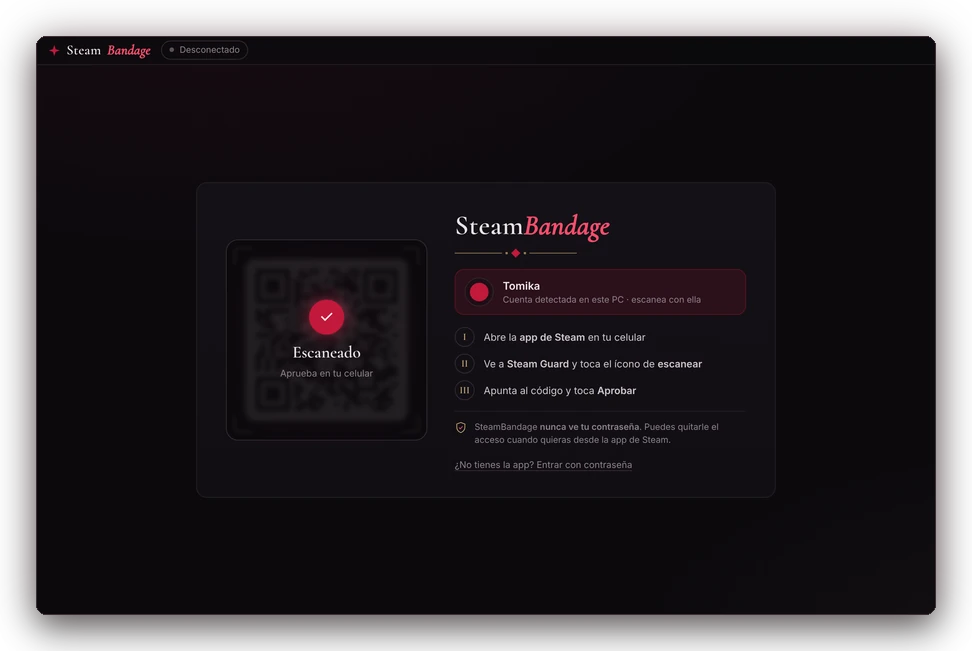 Steam Bandage
Desconectado
SteamBandage
Tomika
Cuenta detectada en este PC · escanea con ella
Escaneado
Aprueba en tu celular
I Abre la app de Steam en tu celular
II Ve a Steam Guard y toca el ícono de escanear
III Apunta al código y toca Aprobar
SteamBandage nunca ve tu contraseña. Puedes quitarle el
acceso cuando quieras desde la app de Steam.
¿No tienes la app? Entrar con contraseña